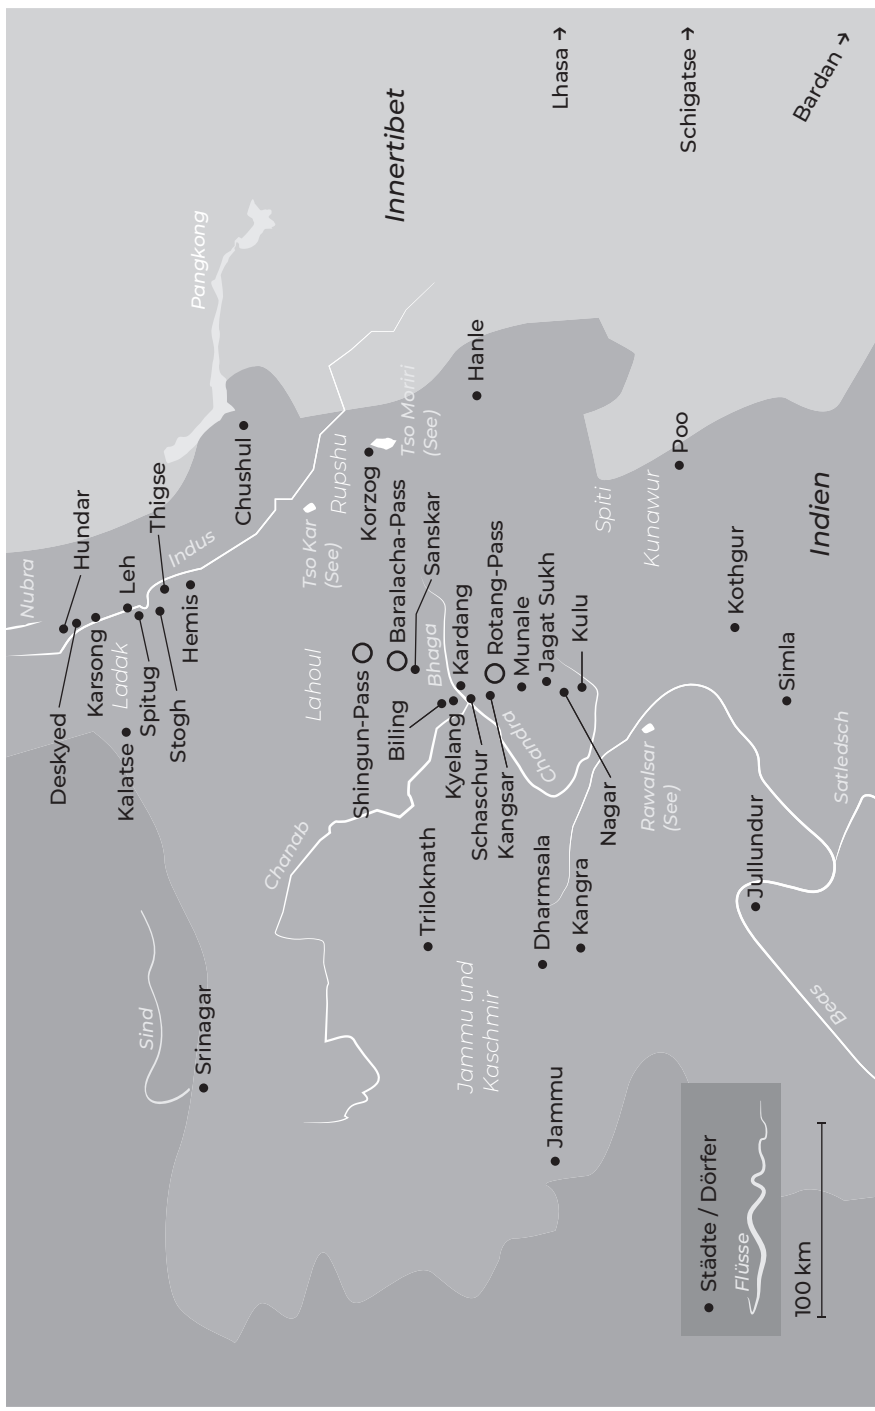 Nubra
Hundar
Deskyed
Karsong
Leh
Ladak
Kalatse
Spitug
Thigse
Stogh
Hemis
Indus
Pangkong
Chushul
Sind
Srinagar
Innertibet
Lhasa →
Schigatse →
Bardan →
Tso Kar
(See)
Rupshu
Korzog
Tso Moriri
(See)
Hanle
Lahoul
Shingun-Pass
Baralacha-Pass
Sanskar
Bhaga
Biling
Kardang
Kyelang
Schaschur
Kangsar
Rotang-Pass
Munale
Jagat Sukh
Kulu
Nagar
Chandra
Chanab
Triloknath
Dharmsala
Kangra
Jammu und
Kaschmir
Jammu
Spiti
Kunawur
Poo
Rawalsar
(See)
Kothgur
Simla
Indien
Satledsch
Jullundur
Beas
Städte / Dörfer
Flüsse
100 km